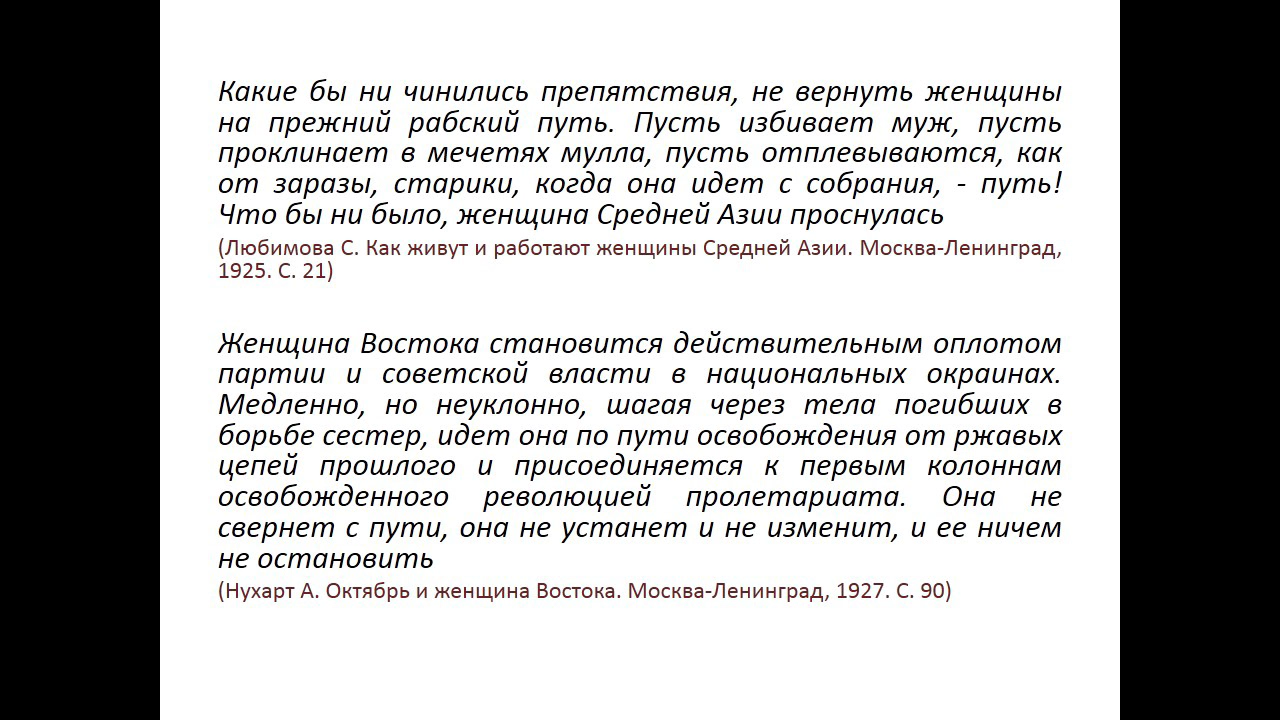 Какие бы ни чинились препятствия, не вернуть женщины
на прежний рабский путь. Пусть избивает муж, пусть
проклинает в мечетях мулла, пусть отплевываются, как
от заразы, старики, когда она идет с собрания, - путь!
Что бы ни было, женщина Средней Азии проснулась
(Любимова С. Как живут и работают женщины Средней Азии. Москва-Ленинград,
1925. С. 21)
Женщина Востока становится действительным оплотом
партии и советской власти в национальных окраинах.
Медленно, но неуклонно, шагая через тела погибших в
борьбе сестер, идет она по пути освобождения от ржавых
цепей прошлого и присоединяется к первым колоннам
освобожденного революцией пролетариата. Она не
свернет с пути, она не устанет и не изменит, и ее ничем
не остановить
(Нухарт А. Октябрь и женщина Востока. Москва-Ленинград, 1927. С. 90)